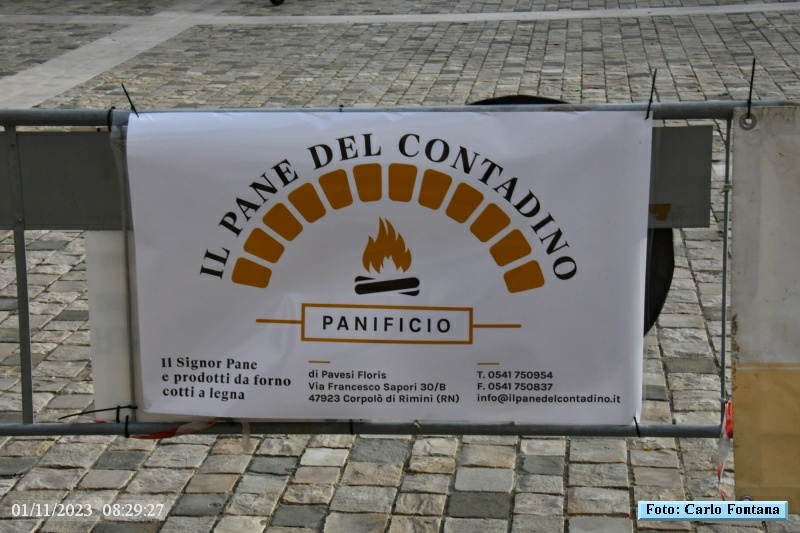 IL PANE DEL CONTADINO
PANIFICIO
Il Signor Pane
e prodotti da forno
cotti a legna
di Pavesi Floris
Via Francesco Sapori 30/B
47923 Corpolò di Rimini (RN)
T. 0541 750954
F. 0541 750837
info@ilpanedelcontadino.it
01/11/2023 08:29:27
Foto: Carlo Fontana